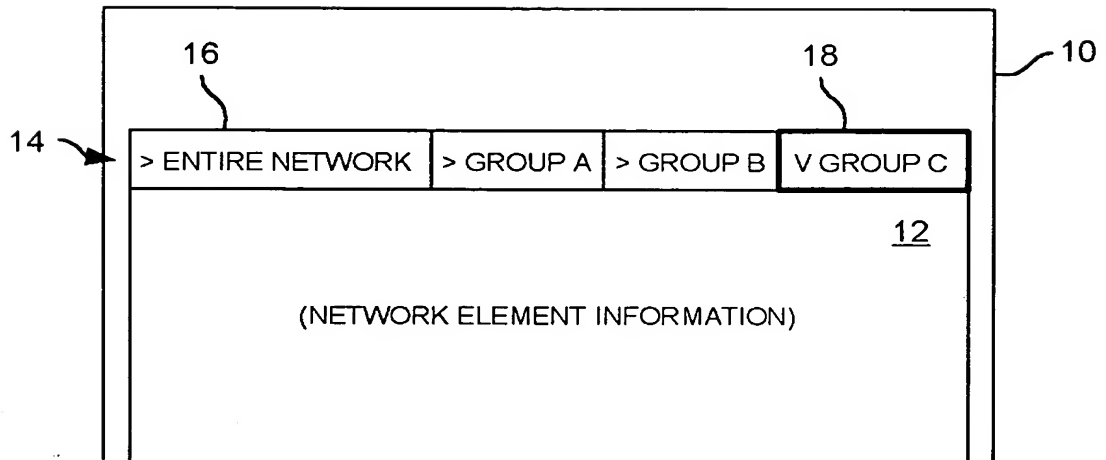 16
18
10
14
> ENTIRE NETWORK > GROUP A > GROUP B V GROUP C
12
(NETWORK ELEMENT INFORMATION)